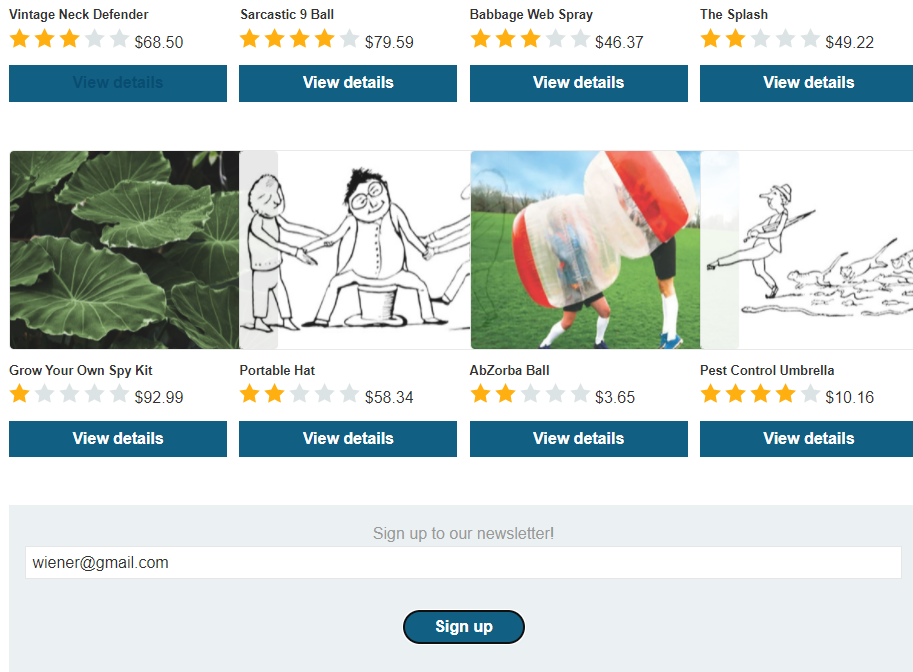 Vintage Neck Defender Sarcastic 9 Ball Babbage Web Spray The Splash
$68.50 $79.59 $46.37 $49.22
View details View details View details View details
Grow Your Own Spy Kit Portable Hat AbZorba Ball Pest Control Umbrella
$92.99 $58.34 $3.65 $10.16
View details View details View details View details
Sign up to our newsletter!
wiener@gmail.com
Sign up